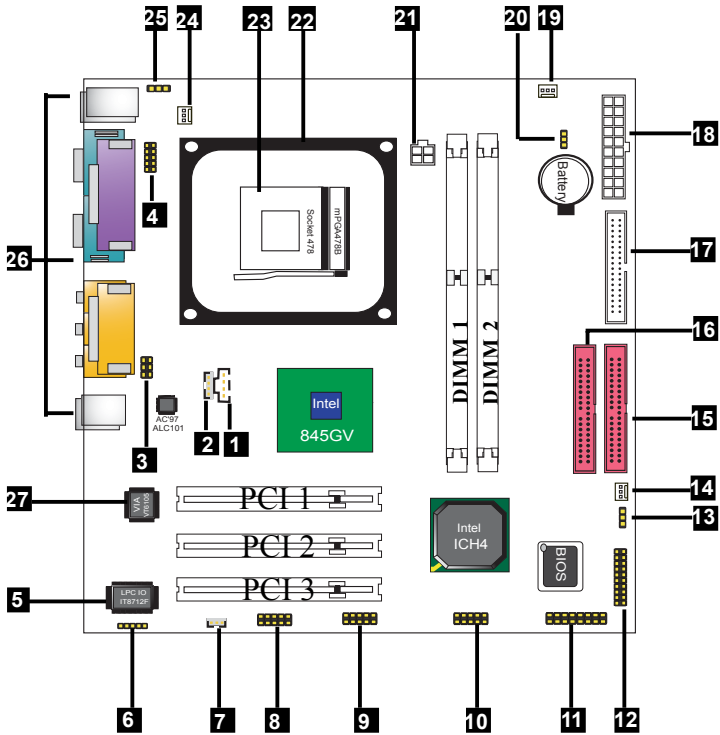 25
24
23
22
21
20
19
18
4
Battery
mPGA478B
Socket 478
17
26
16
DIMM 1
DIMM 2
AC'97
ALC101
3
2
1
Intel
845GV
15
27
VIA
VT6105
PCI 1
14
13
Intel
ICH4
PCI 2
BIOS
5
LPC IO
IT8712F
PCI 3
12
6
7
8
9
10
11